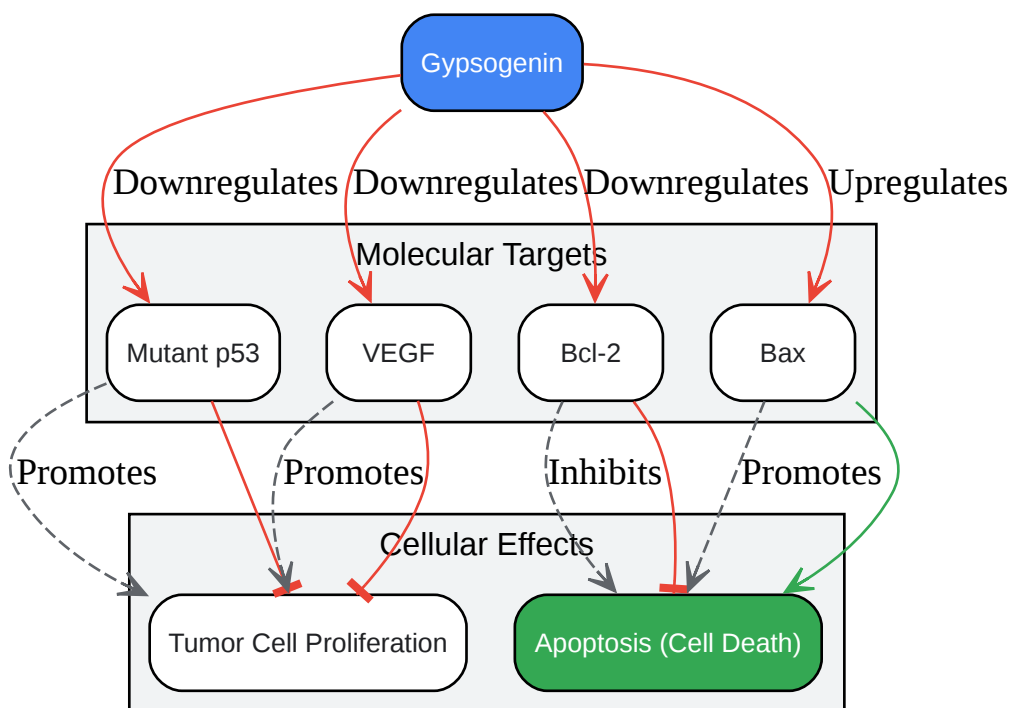 Gypsogenin
Downregulates Downregulates Downregulates Upregulates
Molecular Targets
Mutant p53 VEGF Bcl-2 Bax
Promotes Promotes Inhibits Promotes
Cellular Effects
Tumor Cell Proliferation Apoptosis (Cell Death)